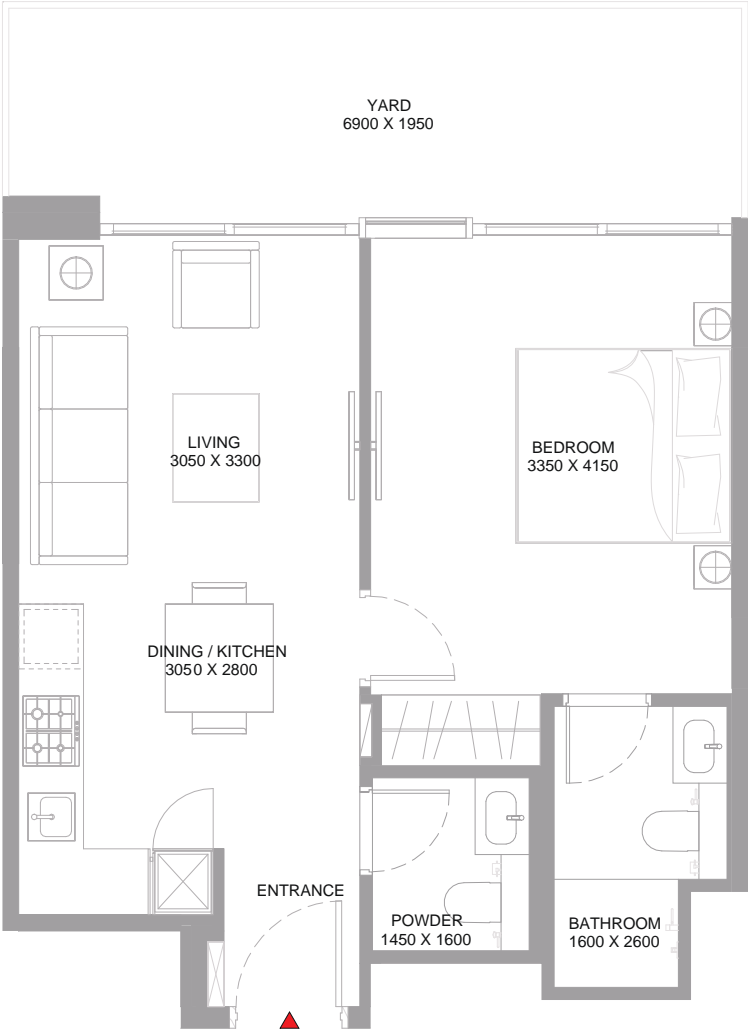 YARD
6900 X 1950
LIVING
3050 X 3300
BEDROOM
3350 X 4150
DINING / KITCHEN
3050 X 2800
ENTRANCE
POWDER
1450 X 1600
BATHROOM
1600 X 2600